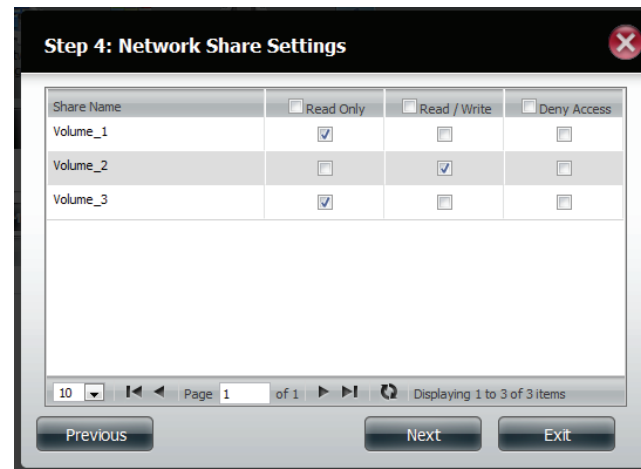 Step 4: Network Share Settings
Share Name Read Only Read / Write Deny Access
Volume_1
Volume_2
Volume_3
10 Page 1 of 1 Displaying 1 to 3 of 3 items
Previous Next Exit